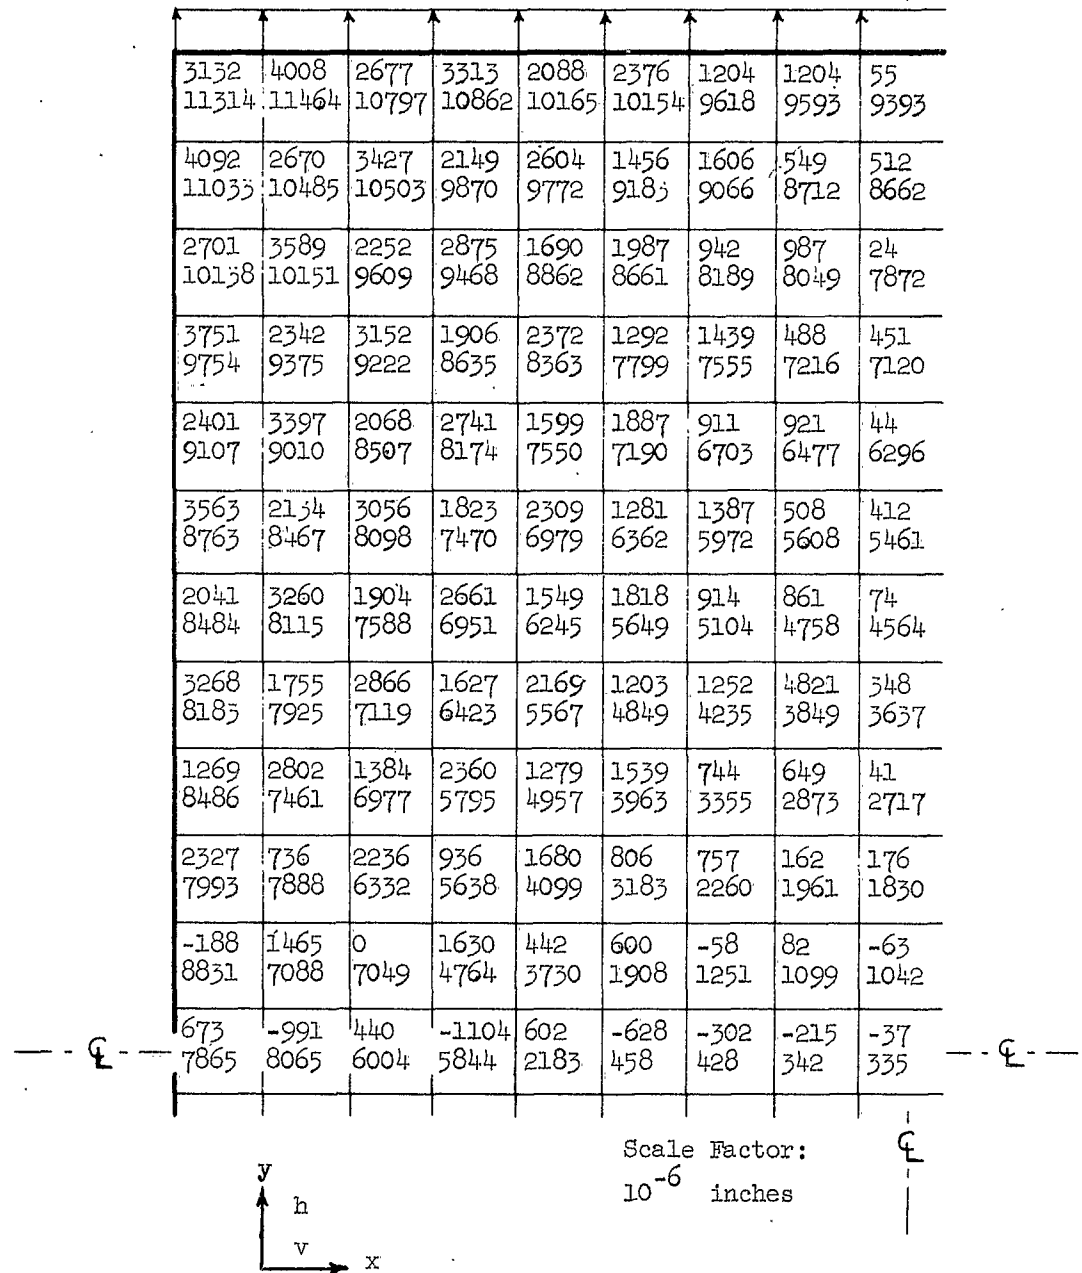 3132 4008 2677 3313 2088 2376 1204 1204 55
11314 11464 10797 10862 10165 10154 9618 9593 9393
4092 2670 3427 2149 2604 1456 1606 549 512
11033 10485 10503 9870 9772 9183 9066 8712 8662
2701 3589 2252 2875 1690 1987 942 987 24
10138 10151 9609 9468 8862 8661 8189 8049 7872
3751 2342 3152 1906 2372 1292 1439 488 451
9754 9375 9222 8635 8363 7799 7555 7216 7120
2401 3397 2068 2741 1599 1887 911 921 44
9107 9010 8507 8174 7550 7190 6703 6477 6296
3563 2134 3056 1823 2309 1281 1387 508 412
8763 8467 8098 7470 6979 6362 5972 5608 5461
2041 3260 1904 2661 1549 1818 914 861 74
8484 8115 7588 6951 6245 5649 5104 4758 4564
3268 1755 2866 1627 2169 1203 1252 4821 348
8183 7925 7119 6423 5567 4849 4235 3849 3637
1269 2802 1384 2360 1279 1539 744 649 41
8486 7461 6977 5795 4957 3963 3355 2873 2717
2327 736 2236 936 1680 806 757 162 176
7993 7888 6332 5638 4099 3183 2260 1961 1830
-188 1465 0 1630 442 600 -58 82 -63
8831 7088 7049 4764 3730 1908 1251 1099 1042
673 -991 440 -1104 602 -628 -302 -215 -37
℄ 7865 8065 6004 5844 2183 458 428 342 335 ℄
Scale Factor:
10^-6 inches
℄
y
h
v
x